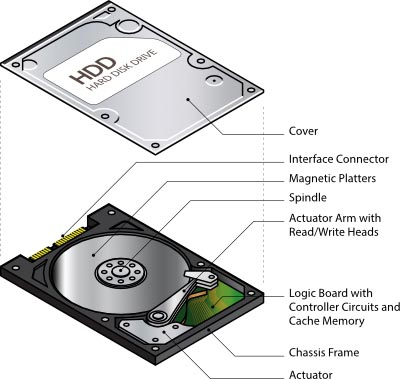 HDD
HARD DISK DRIVE
Cover
Interface Connector
Magnetic Platters
Spindle
Actuator Arm with
Read/Write Heads
Logic Board with
Controller Circuits and
Cache Memory
Chassis Frame
Actuator